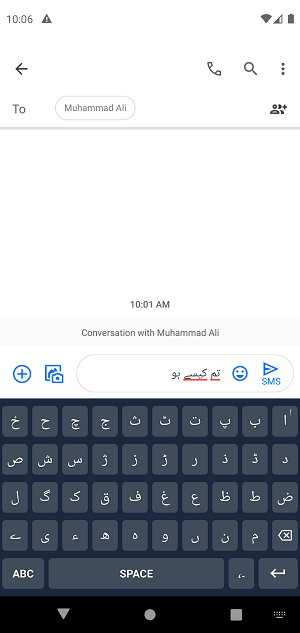 10:06
To Muhammad Ali
10:01 AM
Conversation with Muhammad Ali
تم کیسے ہو
SMS
ا ب پ ت ٹ ث ج چ ح خ
د ڈ ذ ر ڑ ز ژ س ش ص
ض ط ظ ع غ ف ق ک گ ل
م ن ں و ہ ھ ء ی ے
ABC SPACE ،۔